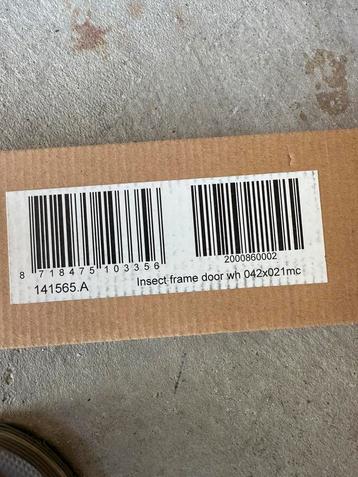 8 718475 103356
2000860002
141565.A
Insect frame door wh 042x021mc